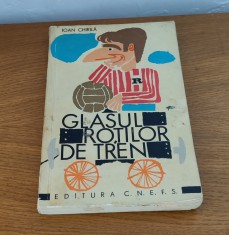 IOAN CHIRILĂ
R
GLASUL
ROȚILOR
DE TREN
EDITURA C.N.E.F.S.